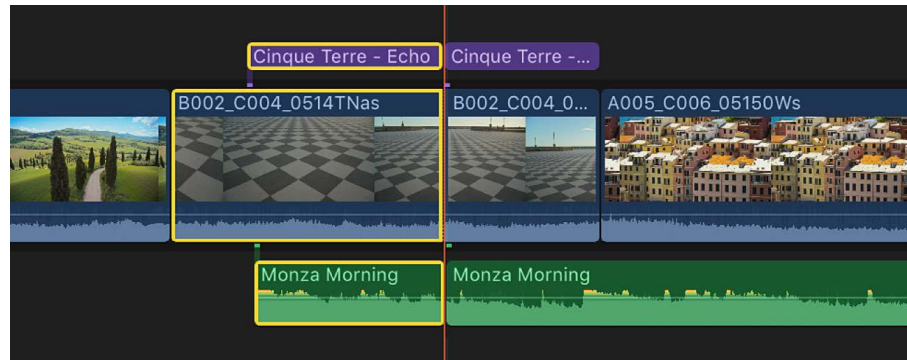 Cinque Terre - Echo
Cinque Terre -...
B002_C004_0514TNas
B002_C004_0...
A005_C006_05150Ws
Monza Morning
Monza Morning